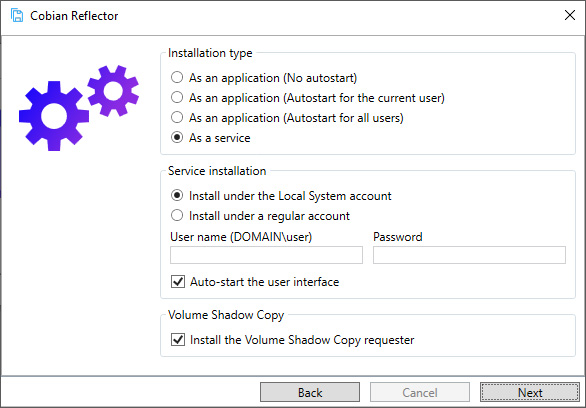 Cobian Reflector
Installation type
As an application (No autostart)
As an application (Autostart for the current user)
As an application (Autostart for all users)
As a service
Service installation
Install under the Local System account
Install under a regular account
User name (DOMAIN\user) Password
Auto-start the user interface
Volume Shadow Copy
Install the Volume Shadow Copy requester
Back Cancel Next